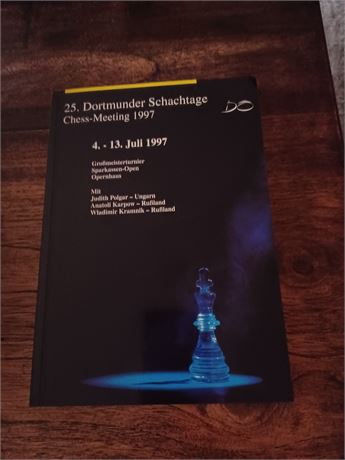 25. Dortmunder Schachtage
Chess-Meeting 1997
DO
4. - 13. Juli 1997
Großmeisterturnier
Sparkassen-Open
Opernhaus
Mit
Judith Polgar – Ungarn
Anatoli Karpow – Rußland
Wladimir Kramnik – Rußland